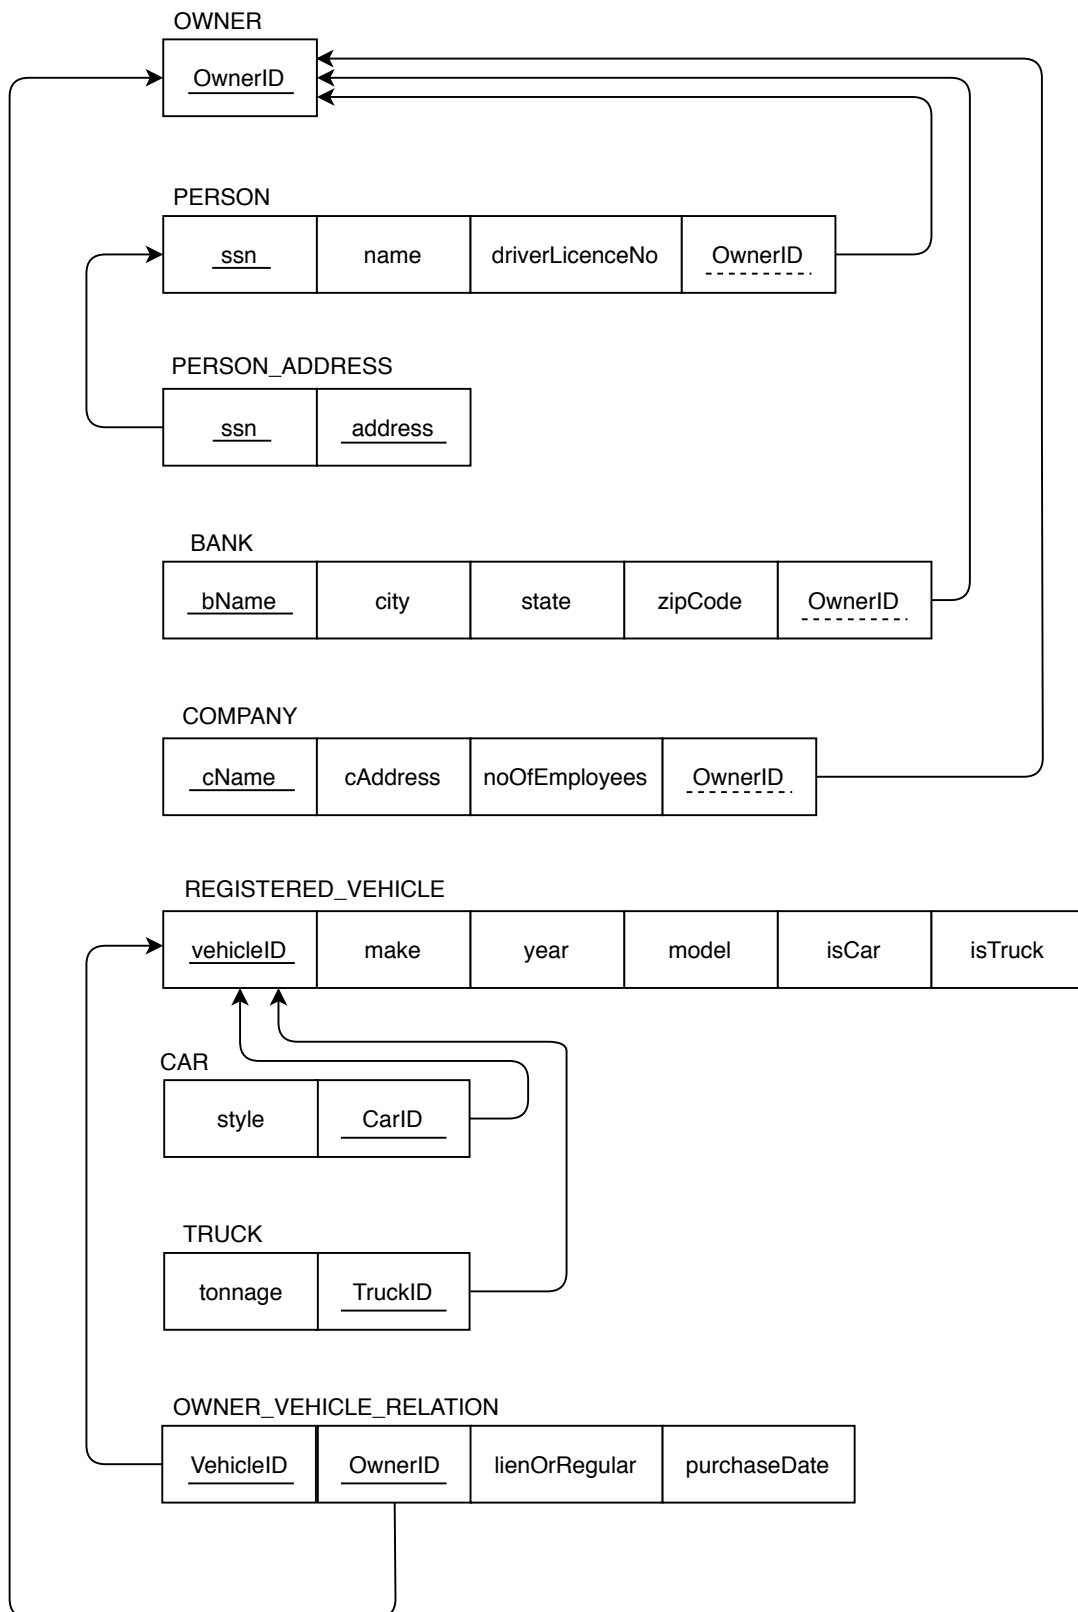 OWNER
OwnerID
PERSON
ssn name driverLicenceNo OwnerID
PERSON_ADDRESS
ssn address
BANK
bName city state zipCode OwnerID
COMPANY
cName cAddress noOfEmployees OwnerID
REGISTERED_VEHICLE
vehicleID make year model isCar isTruck
CAR
style CarID
TRUCK
tonnage TruckID
OWNER_VEHICLE_RELATION
VehicleID OwnerID lienOrRegular purchaseDate